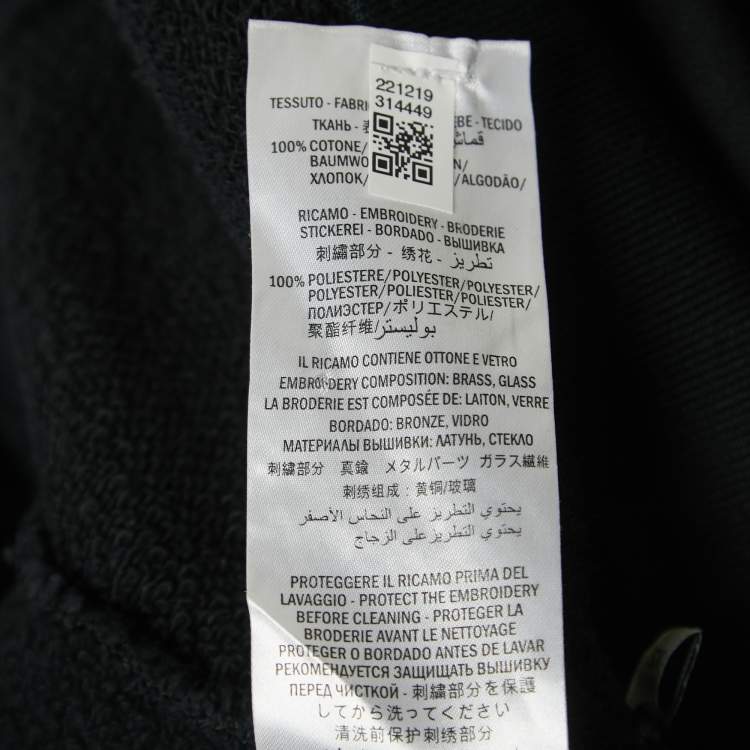 221219
314449
TESSUTO - FABRI
EBE - TECIDO
ТКАНЬ -
قماش
100% COTONE/
BAUMWO
ХЛОПОК/
/ALGODÃO/
RICAMO - EMBROIDERY - BRODERIE
STICKEREI - BORDADO - ВЫШИВКА
刺繍部分 - 绣花 - تطريز
100% POLIESTERE/POLYESTER/POLYESTER/
POLYESTER/POLIESTER/POLIÉSTER/
ПОЛИЭСТЕР/ポリエステル/
聚酯纤维/بوليستر
IL RICAMO CONTIENE OTTONE E VETRO
EMBROIDERY COMPOSITION: BRASS, GLASS
LA BRODERIE EST COMPOSÉE DE: LAITON, VERRE
BORDADO: BRONZE, VIDRO
МАТЕРИАЛЫ ВЫШИВКИ: ЛАТУНЬ, СТЕКЛО
刺繍部分 真鍮 メタルパーツ ガラス繊維
刺绣组成：黄铜/玻璃
يحتوي التطريز على النحاس الأصفر
يحتوي التطريز على الزجاج
PROTEGGERE IL RICAMO PRIMA DEL
LAVAGGIO - PROTECT THE EMBROIDERY
BEFORE CLEANING - PROTEGER LA
BRODERIE AVANT LE NETTOYAGE
PROTEGER O BORDADO ANTES DE LAVAR
РЕКОМЕНДУЕТСЯ ЗАЩИЩАТЬ ВЫШИВКУ
ПЕРЕД ЧИСТКОЙ - 刺繍部分を保護
してから洗ってください
清洗前保护刺绣部分